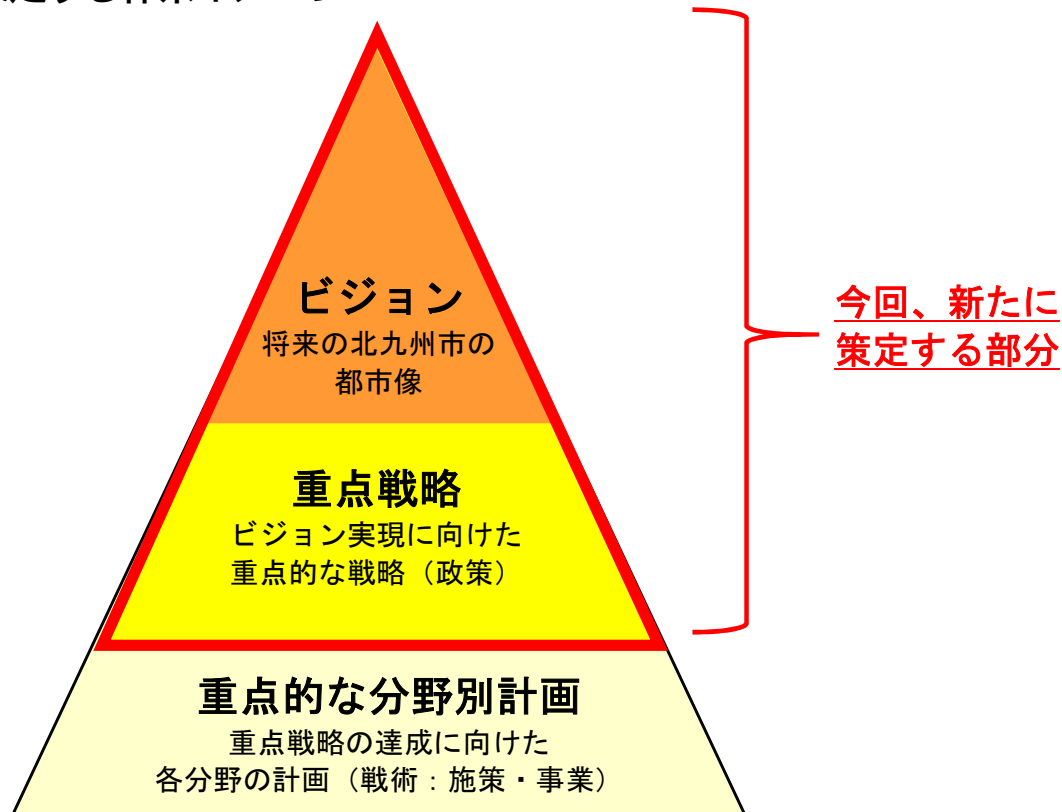 ビジョン
将来の北九州市の
都市像
重点戦略
ビジョン実現に向けた
重点的な戦略（政策）
重点的な分野別計画
重点戦略の達成に向けた
各分野の計画（戦術：施策・事業）
今回、新たに
策定する部分